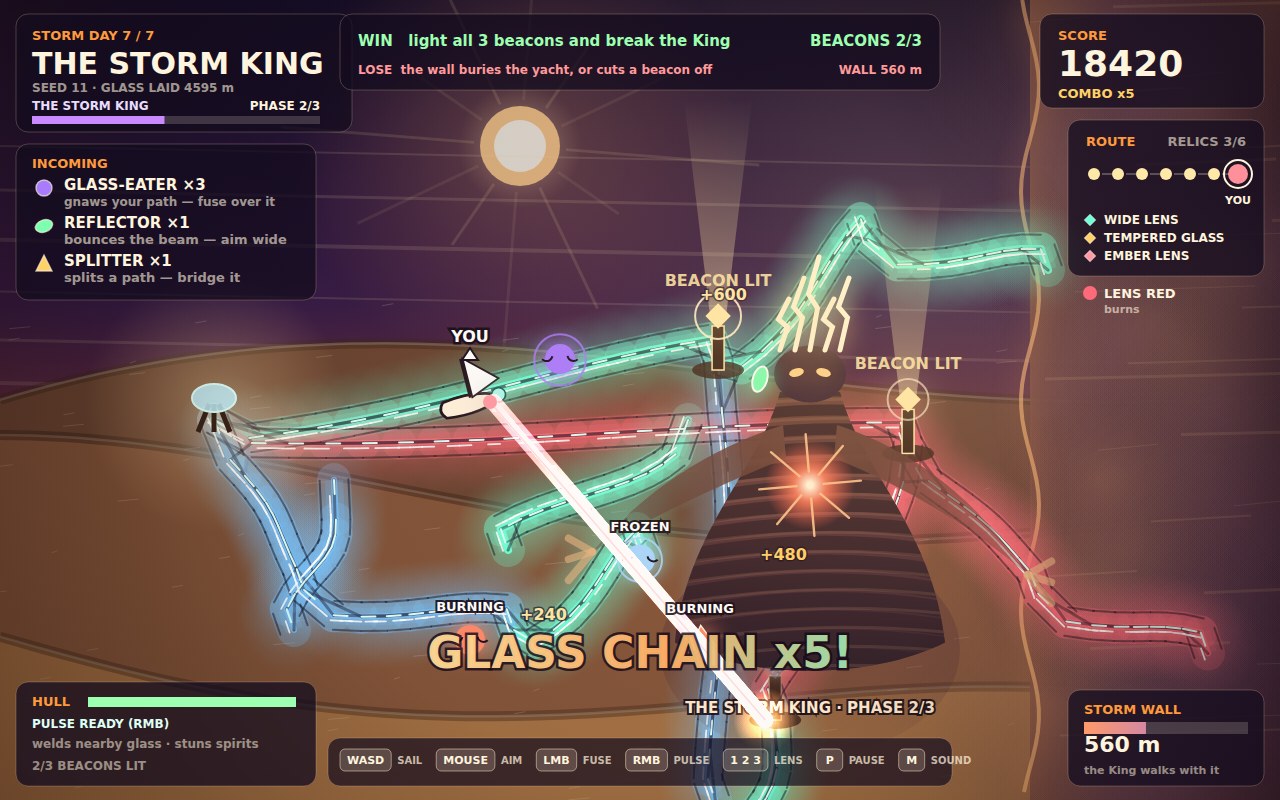 STORM DAY 7 / 7
THE STORM KING
SEED 11 · GLASS LAID 4595 m
THE STORM KING PHASE 2/3
WIN light all 3 beacons and break the King BEACONS 2/3
LOSE the wall buries the yacht, or cuts a beacon off WALL 560 m
SCORE
18420
COMBO x5
INCOMING
GLASS-EATER ×3
gnaws your path — fuse over it
REFLECTOR ×1
bounces the beam — aim wide
SPLITTER ×1
splits a path — bridge it
ROUTE RELICS 3/6
YOU
WIDE LENS
TEMPERED GLASS
EMBER LENS
LENS RED
burns
BEACON LIT
+600
YOU
BEACON LIT
FROZEN
+480
BURNING
+240
BURNING
GLASS CHAIN x5!
THE STORM KING · PHASE 2/3
HULL
PULSE READY (RMB)
welds nearby glass · stuns spirits
2/3 BEACONS LIT
WASD SAIL MOUSE AIM LMB FUSE RMB PULSE 1 2 3 LENS P PAUSE M SOUND
STORM WALL
560 m
the King walks with it